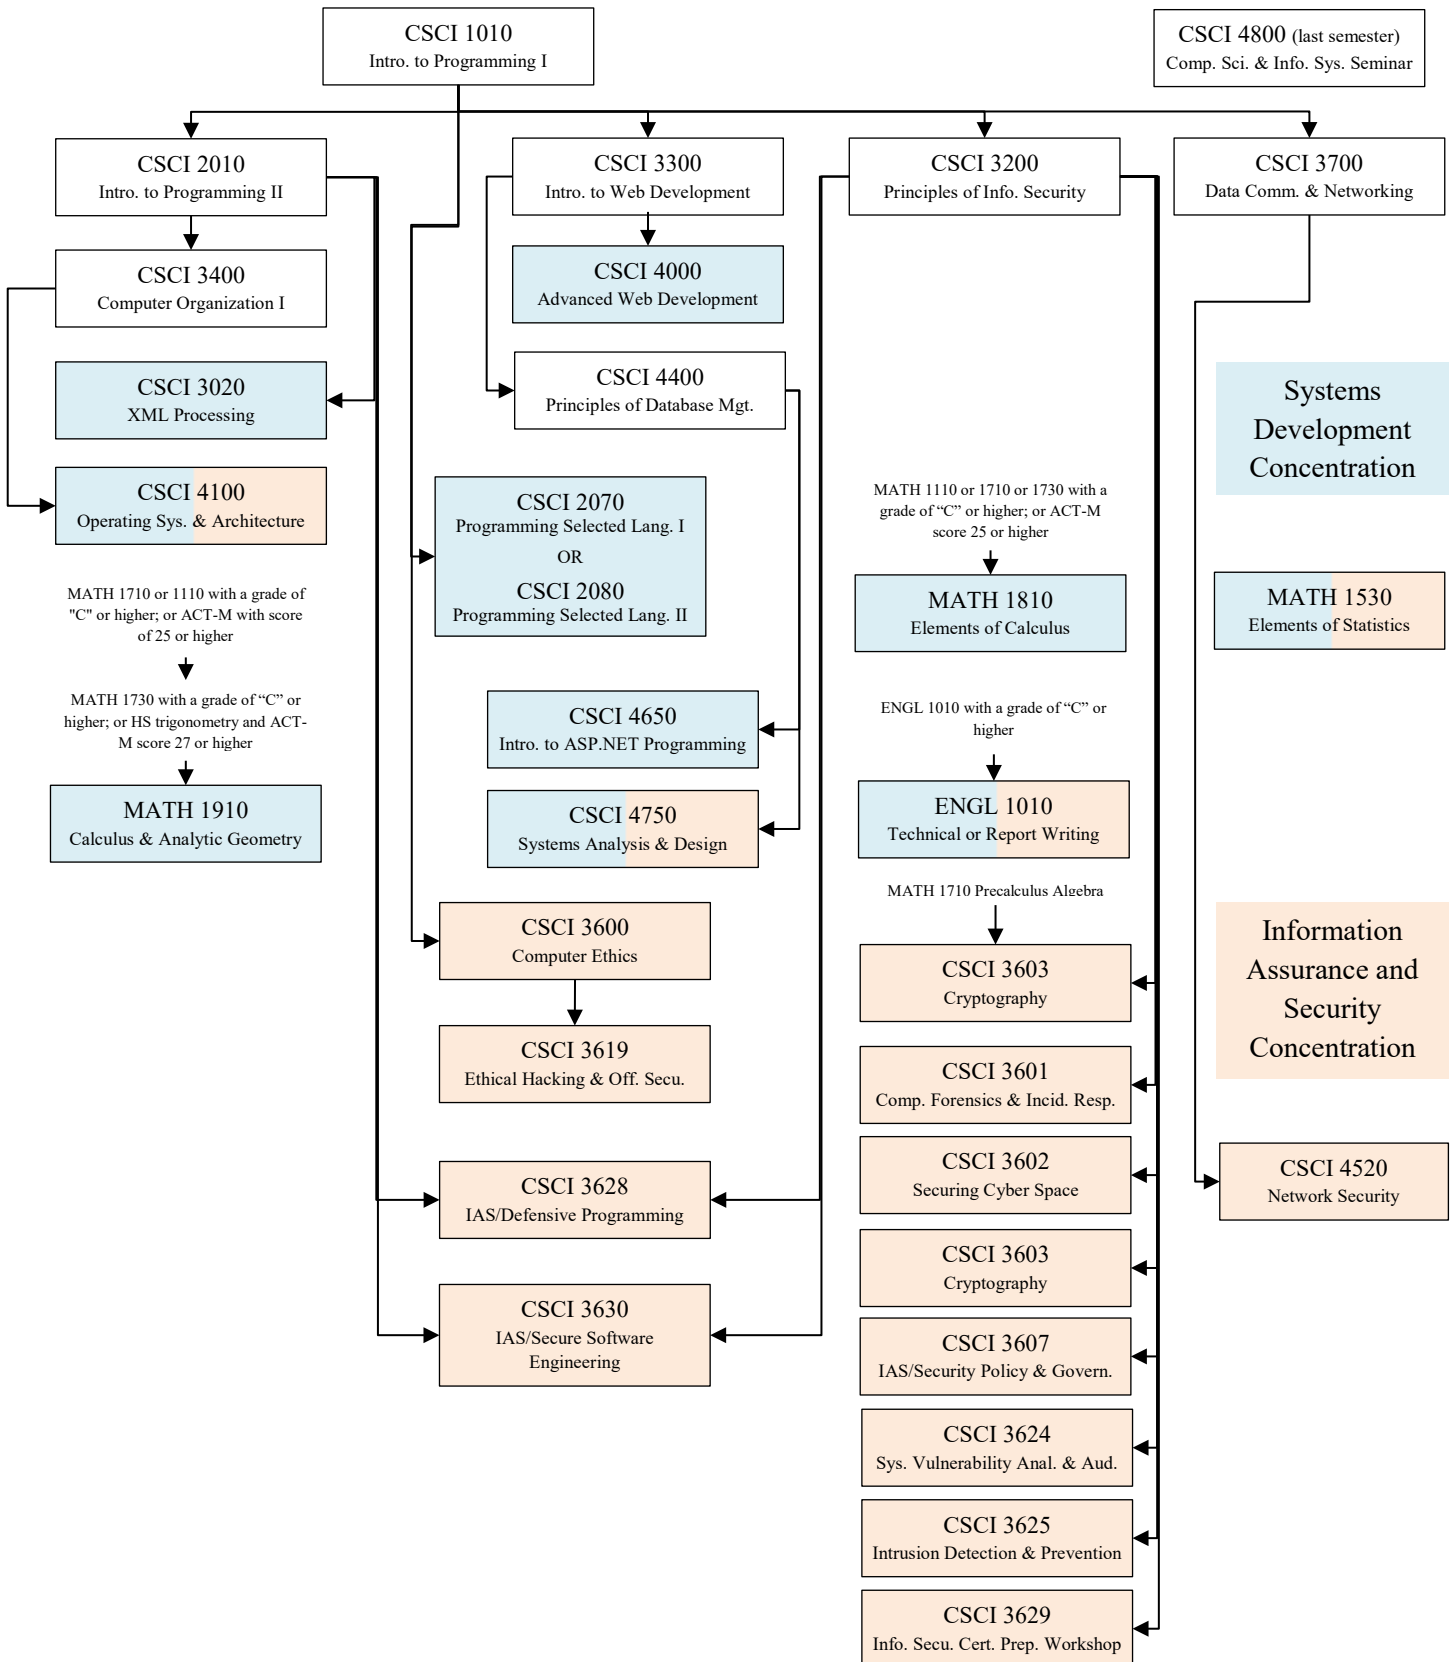 CSCI 1010
Intro. to Programming I
CSCI 4800 (last semester)
Comp. Sci. & Info. Sys. Seminar
CSCI 2010
Intro. to Programming II
CSCI 3300
Intro. to Web Development
CSCI 3200
Principles of Info. Security
CSCI 3700
Data Comm. & Networking
CSCI 3400
Computer Organization I
CSCI 4000
Advanced Web Development
CSCI 3020
XML Processing
CSCI 4400
Principles of Database Mgt.
Systems
Development
Concentration
CSCI 4100
Operating Sys. & Architecture
CSCI 2070
Programming Selected Lang. I
OR
CSCI 2080
Programming Selected Lang. II
MATH 1110 or 1710 or 1730 with a
grade of “C” or higher; or ACT-M
score 25 or higher
MATH 1810
Elements of Calculus
MATH 1530
Elements of Statistics
MATH 1710 or 1110 with a grade of
"C" or higher; or ACT-M with score
of 25 or higher
MATH 1730 with a grade of “C” or
higher; or HS trigonometry and ACT-
M score 27 or higher
MATH 1910
Calculus & Analytic Geometry
CSCI 4650
Intro. to ASP.NET Programming
CSCI 4750
Systems Analysis & Design
ENGL 1010 with a grade of “C” or
higher
ENGL 1010
Technical or Report Writing
MATH 1710 Precalculus Algebra
CSCI 3600
Computer Ethics
CSCI 3603
Cryptography
Information
Assurance and
Security
Concentration
CSCI 3619
Ethical Hacking & Off. Secu.
CSCI 3601
Comp. Forensics & Incid. Resp.
CSCI 3628
IAS/Defensive Programming
CSCI 3602
Securing Cyber Space
CSCI 4520
Network Security
CSCI 3603
Cryptography
CSCI 3630
IAS/Secure Software
Engineering
CSCI 3607
IAS/Security Policy & Govern.
CSCI 3624
Sys. Vulnerability Anal. & Aud.
CSCI 3625
Intrusion Detection & Prevention
CSCI 3629
Info. Secu. Cert. Prep. Workshop